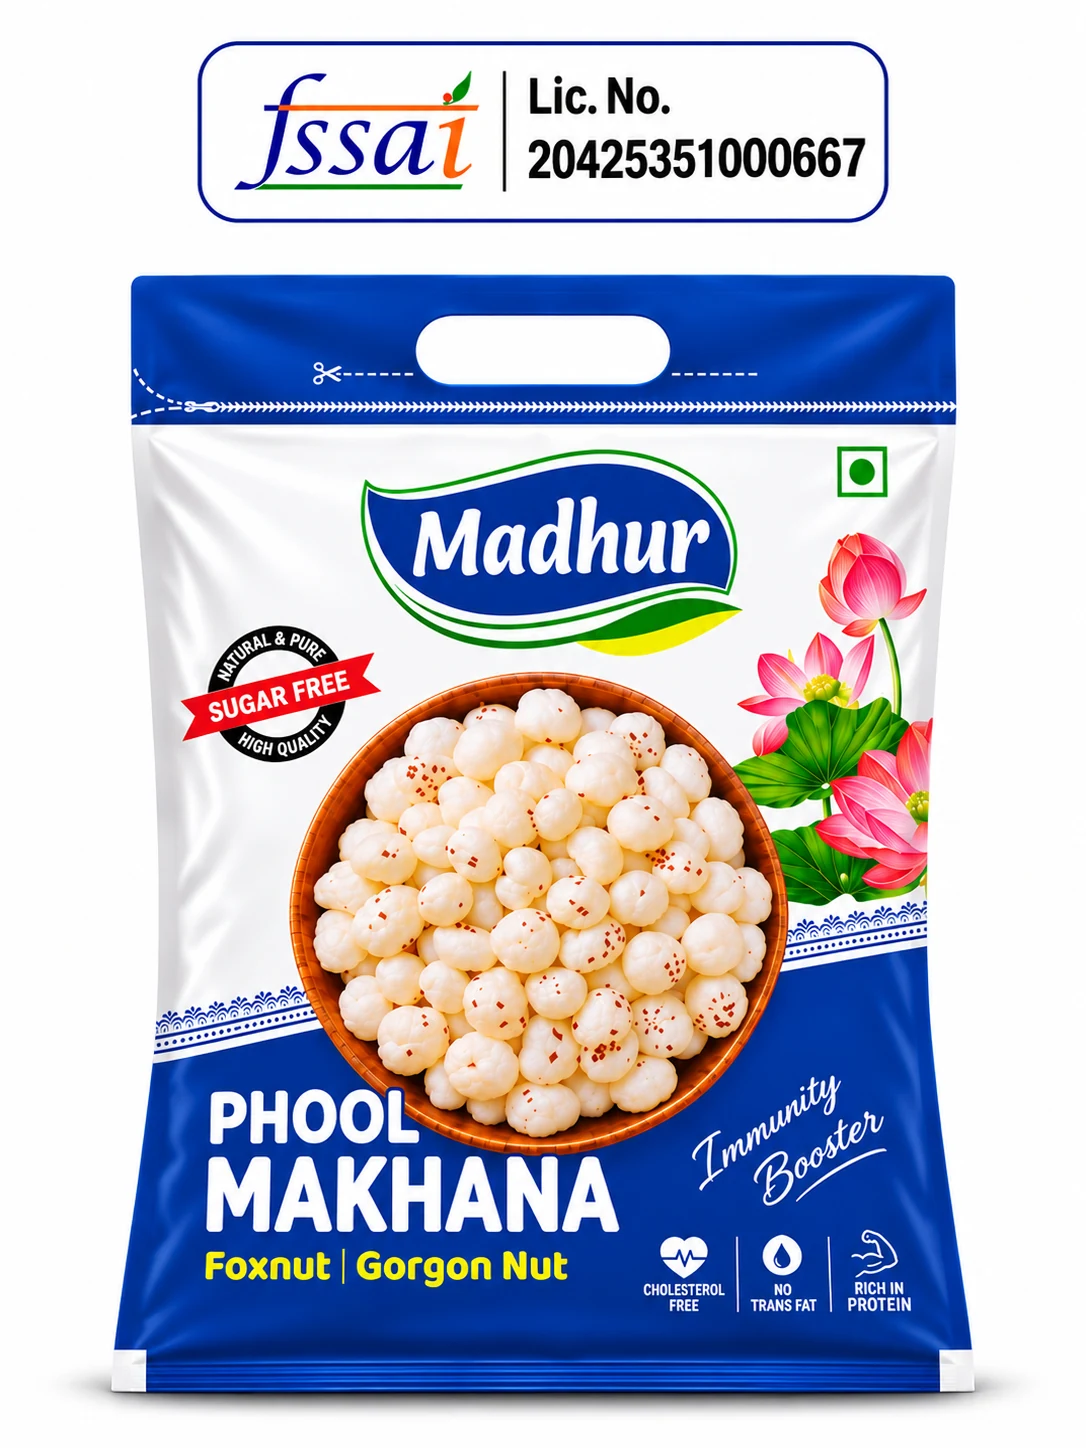 fssai
Lic. No.
20425351000667
Madhur
NATURAL & PURE
SUGAR FREE
HIGH QUALITY
PHOOL
MAKHANA
Foxnut | Gorgon Nut
Immunity
Booster
CHOLESTEROL
FREE
NO
TRANS FAT
RICH IN
PROTEIN